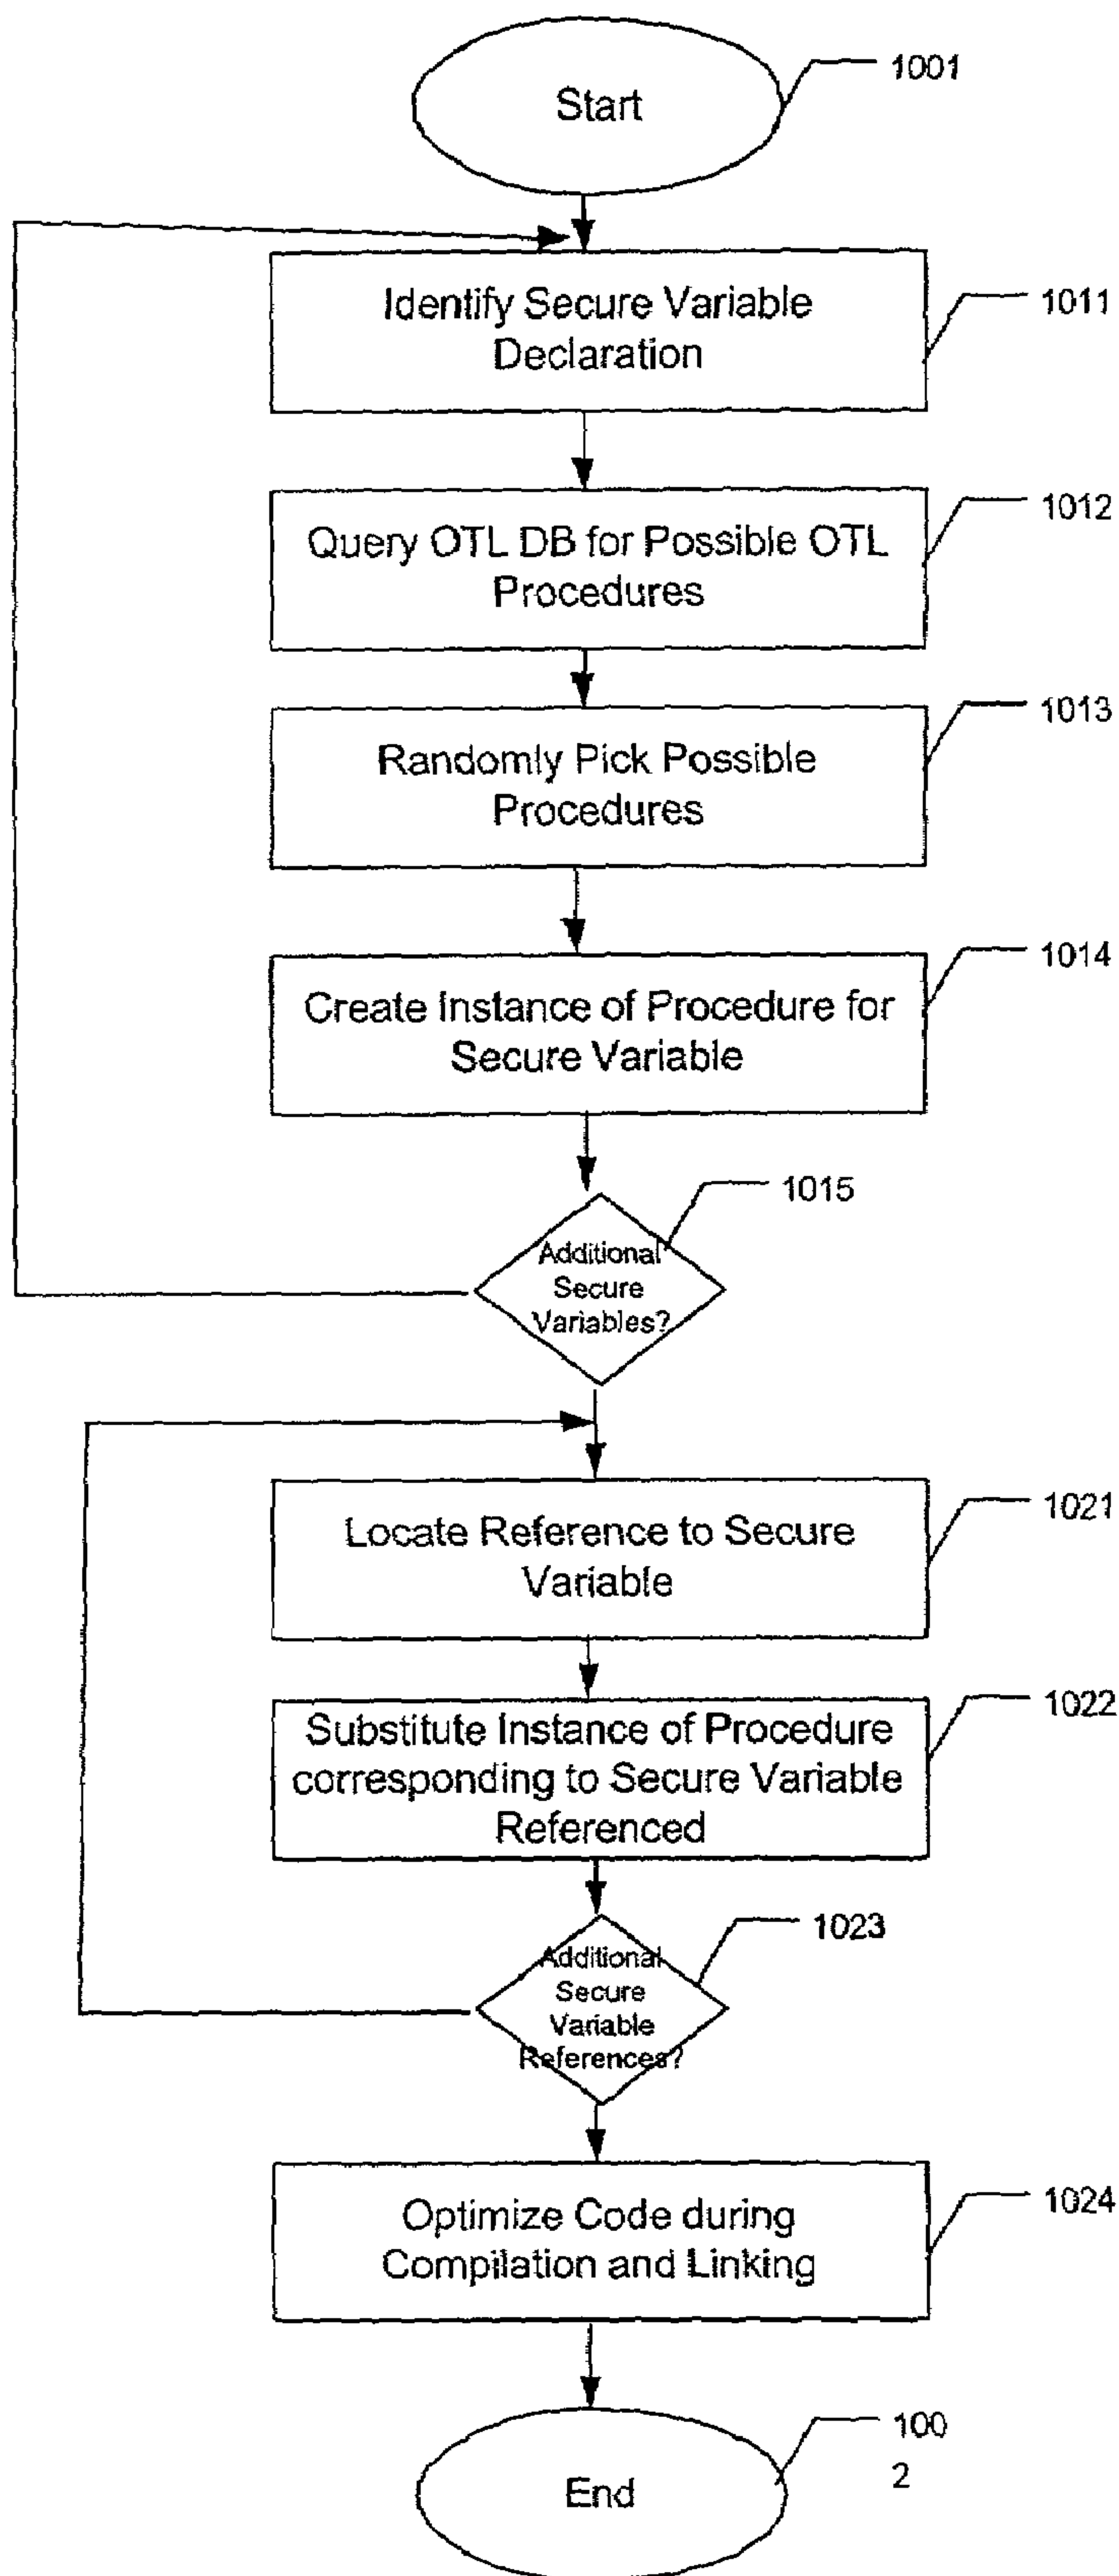 Start
1001
Identify Secure Variable
Declaration
1011
Query OTL DB for Possible OTL
Procedures
1012
Randomly Pick Possible
Procedures
1013
Create Instance of Procedure for
Secure Variable
1014
Additional
Secure
Variables?
1015
Locate Reference to Secure
Variable
1021
Substitute Instance of Procedure
corresponding to Secure Variable
Referenced
1022
Additional
Secure
Variable
References?
1023
Optimize Code during
Compilation and Linking
1024
End
100
2